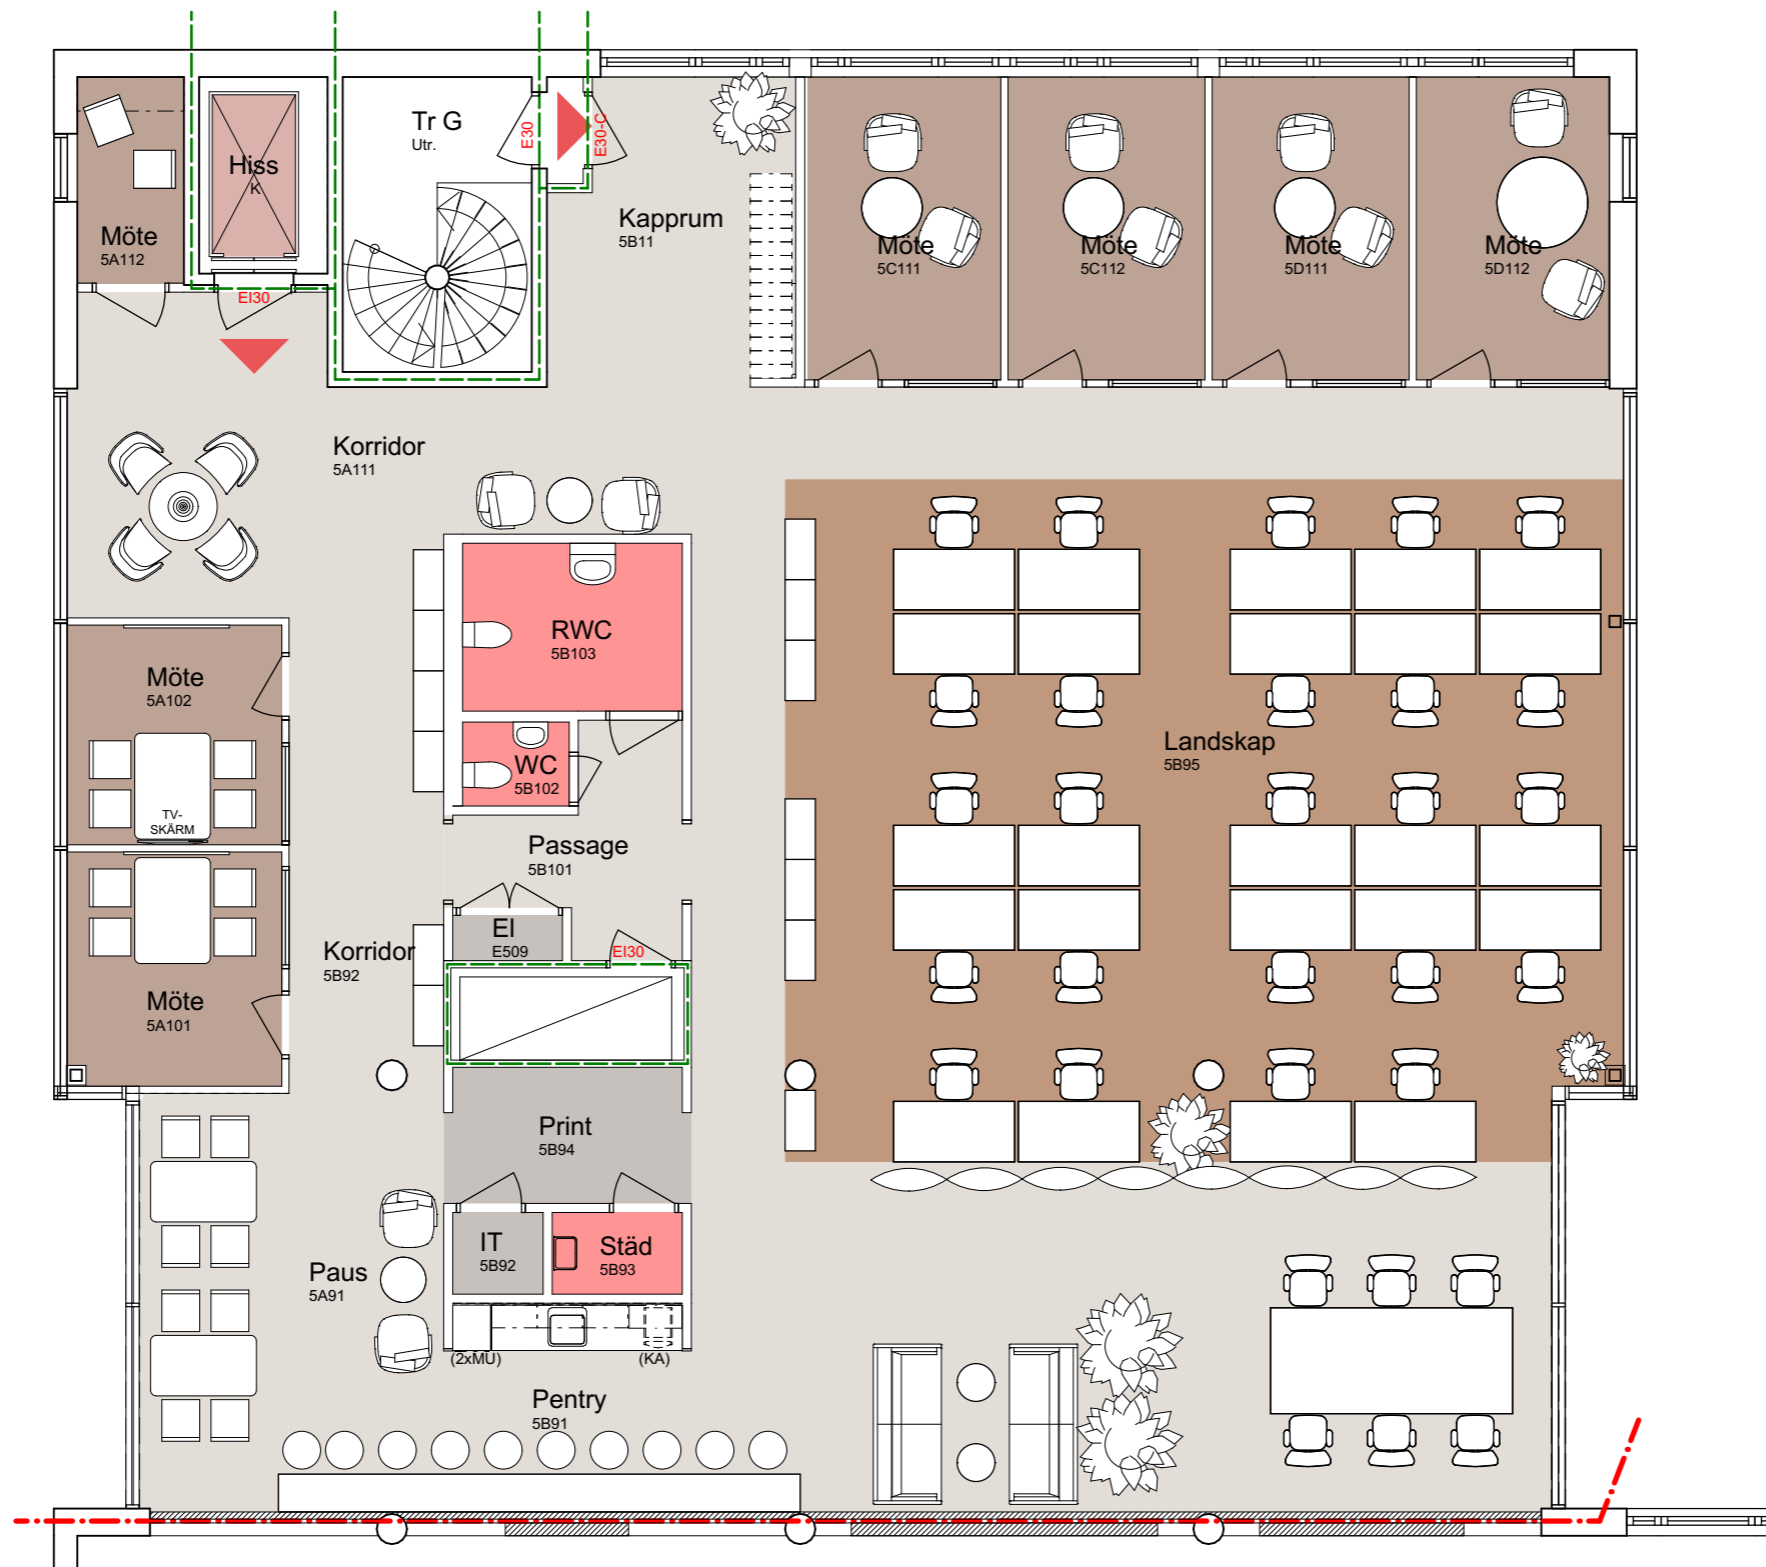 Tr G
Utr.
E30
E30-C
Hiss
K
Kapprum
5B11
Möte
5A112
Möte
5C111
Möte
5C112
Möte
5D111
Möte
5D112
EI30
Korridor
5A111
RWC
5B103
Möte
5A102
Landskap
5B95
WC
5B102
TV-
SKÄRM
Passage
5B101
El
E509
EI30
Korridor
5B92
Möte
5A101
Print
5B94
IT
5B92
Städ
5B93
Paus
5A91
(2xMU)
(KA)
Pentry
5B91